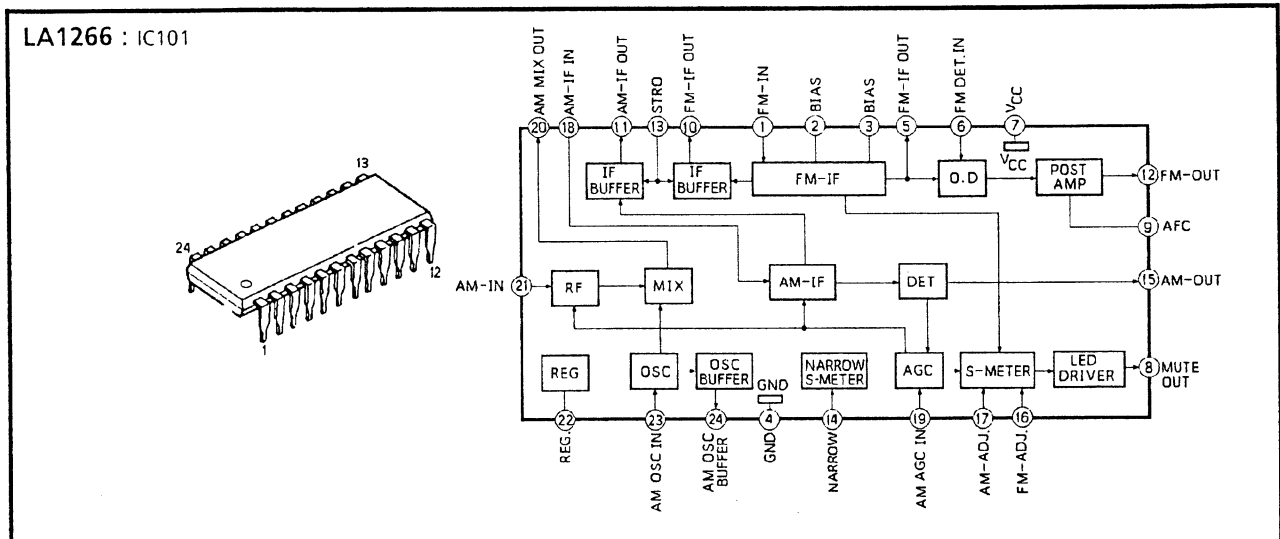 LA1266 : IC101
AM MIX OUT
AM-IF IN
AM-IF OUT
STRO
FM-IF OUT
FM-IN
BIAS
BIAS
FM-IF OUT
FM DET.IN
VCC
20
18
11
13
10
1
2
3
5
6
7
VCC
IF BUFFER
IF BUFFER
FM-IF
Q.D
POST AMP
12 FM-OUT
9 AFC
13
24
12
1
AM-IN 21
RF
MIX
AM-IF
DET
15 AM-OUT
REG
OSC
OSC BUFFER
GND
NARROW S-METER
AGC
S-METER
LED DRIVER
8 MUTE OUT
22
23
24
4
14
19
17
16
REG.
AM OSC IN
AM OSC BUFFER
GND
NARROW
AM AGC IN
AM-ADJ.
FM-ADJ.